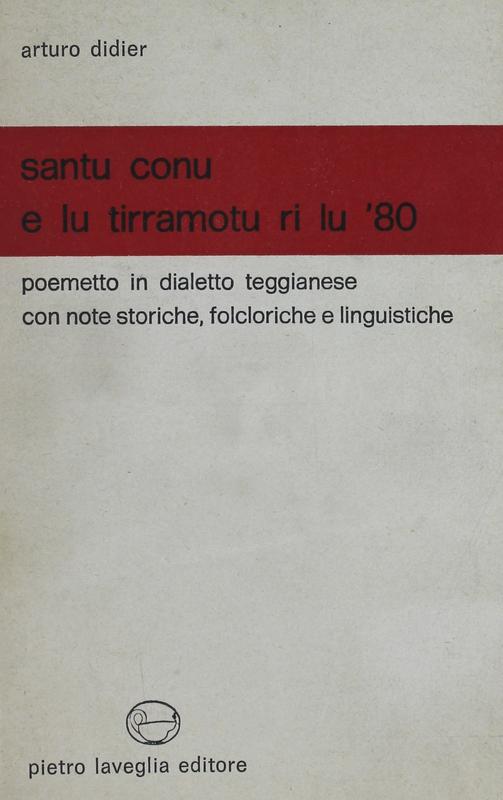 arturo didier
santu conu
e lu tirramotu ri lu '80
poemetto in dialetto teggianese
con note storiche, folcloriche e linguistiche
pietro laveglia editore